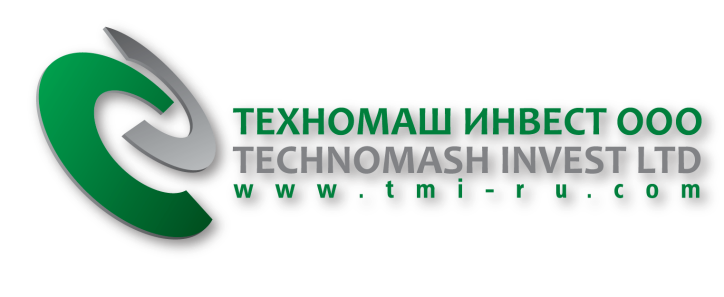 ТЕХНОМАШ ИНВЕСТ ООО
TECHNOMASH INVEST LTD
www.tmi-ru.com